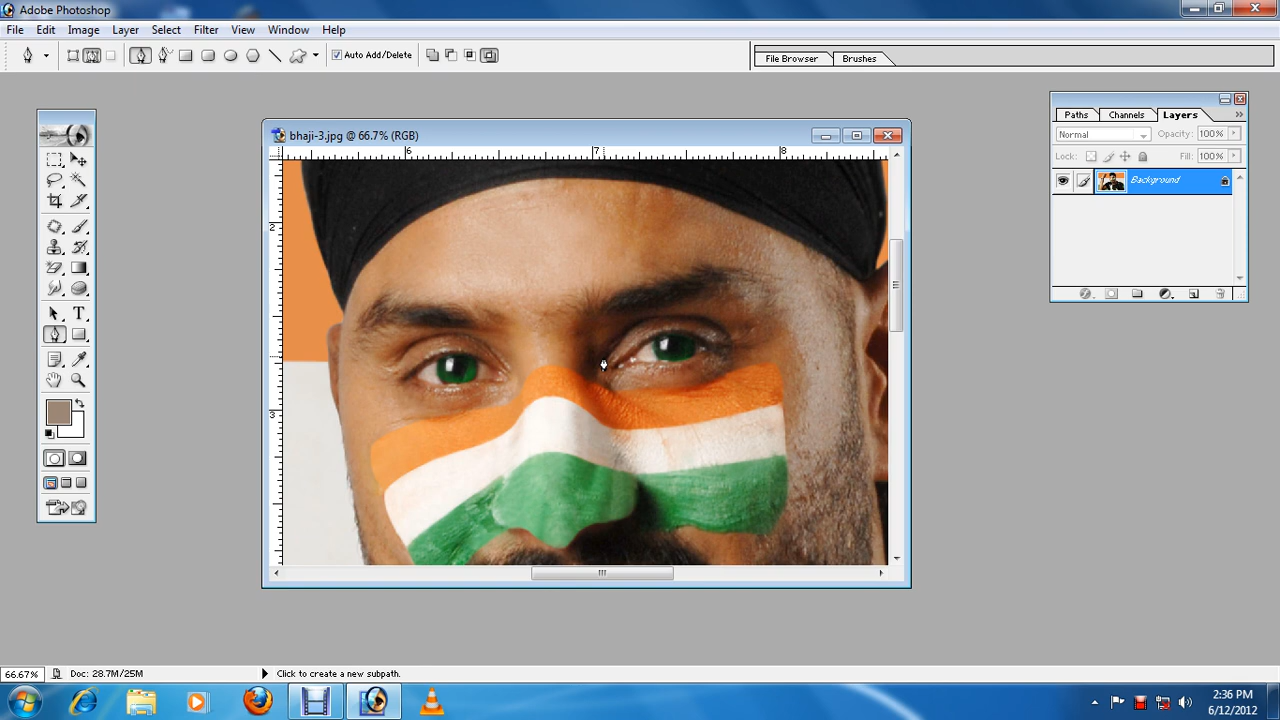 Adobe Photoshop
File Edit Image Layer Select Filter View Window Help
Auto Add/Delete
File Browser Brushes
bhaji-3.jpg @ 66.7% (RGB)
6 7 8
2
3
Paths Channels Layers
Normal Opacity: 100%
Lock: Fill: 100%
Background
T
66.67% Doc: 28.7M/25M Click to create a new subpath.
2:36 PM
6/12/2012